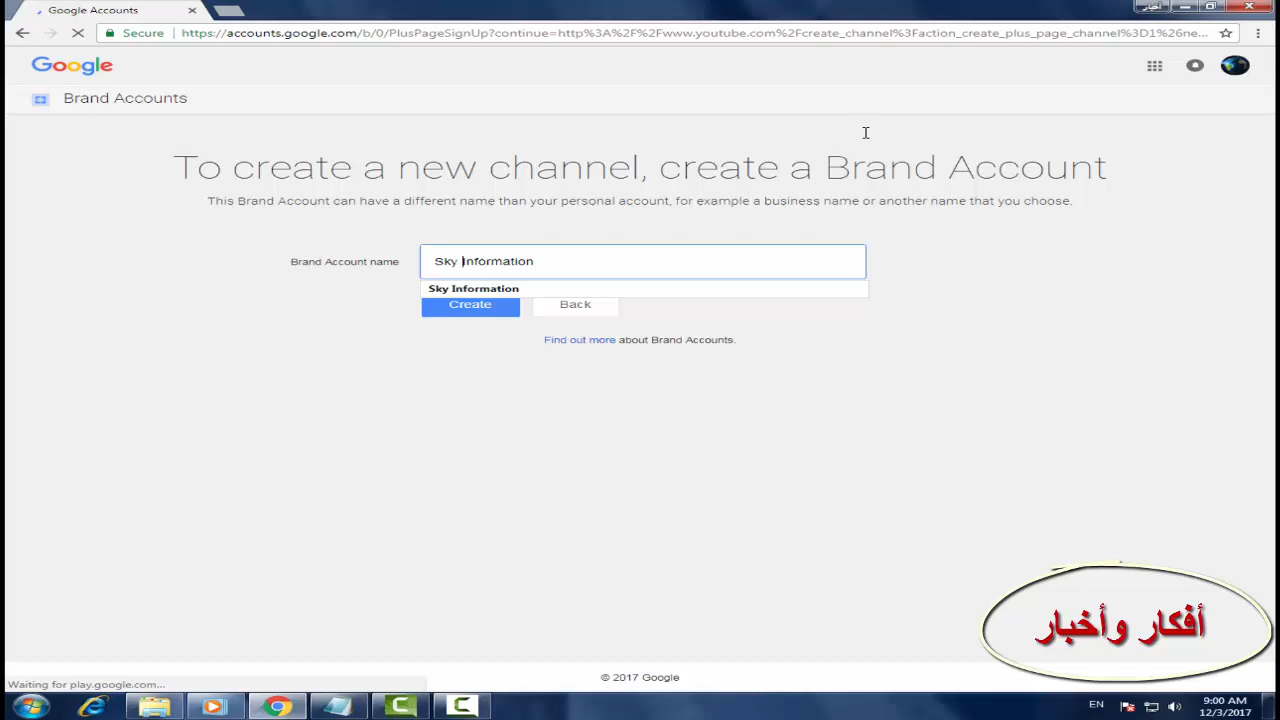 Google Accounts
أخبار
Secure https://accounts.google.com/b/0/PlusPageSignUp?continue=http%3A%2F%2Fwww.youtube.com%2Fcreate_channel%3Faction_create_plus_page_channel%3D1%26ne...
Google
Brand Accounts
To create a new channel, create a Brand Account
This Brand Account can have a different name than your personal account, for example a business name or another name that you choose.
Brand Account name
Sky Information
Sky Information
Create Back
Find out more about Brand Accounts.
أفكار وأخبار
© 2017 Google
Waiting for play.google.com...
EN
9:00 AM
12/3/2017